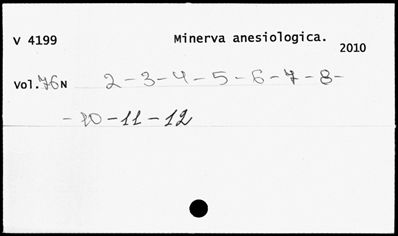 V 4199 Minerva anesiologica.
2010
Vol.76 N 2-3-4-5-6-7-8-
-10-11-12